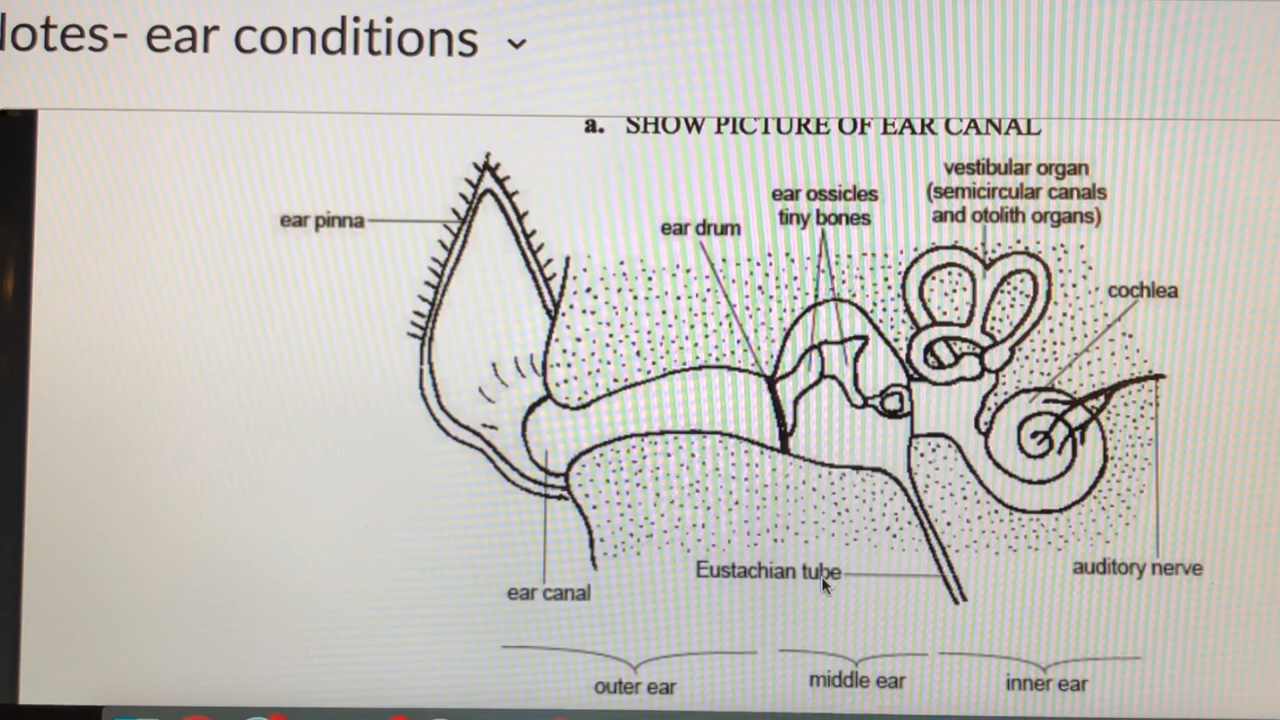 Notes- ear conditions
a. SHOW PICTURE OF EAR CANAL
vestibular organ
(semicircular canals
and otolith organs)
ear ossicles
tiny bones
ear pinna
ear drum
cochlea
Eustachian tube
auditory nerve
ear canal
outer ear
middle ear
inner ear